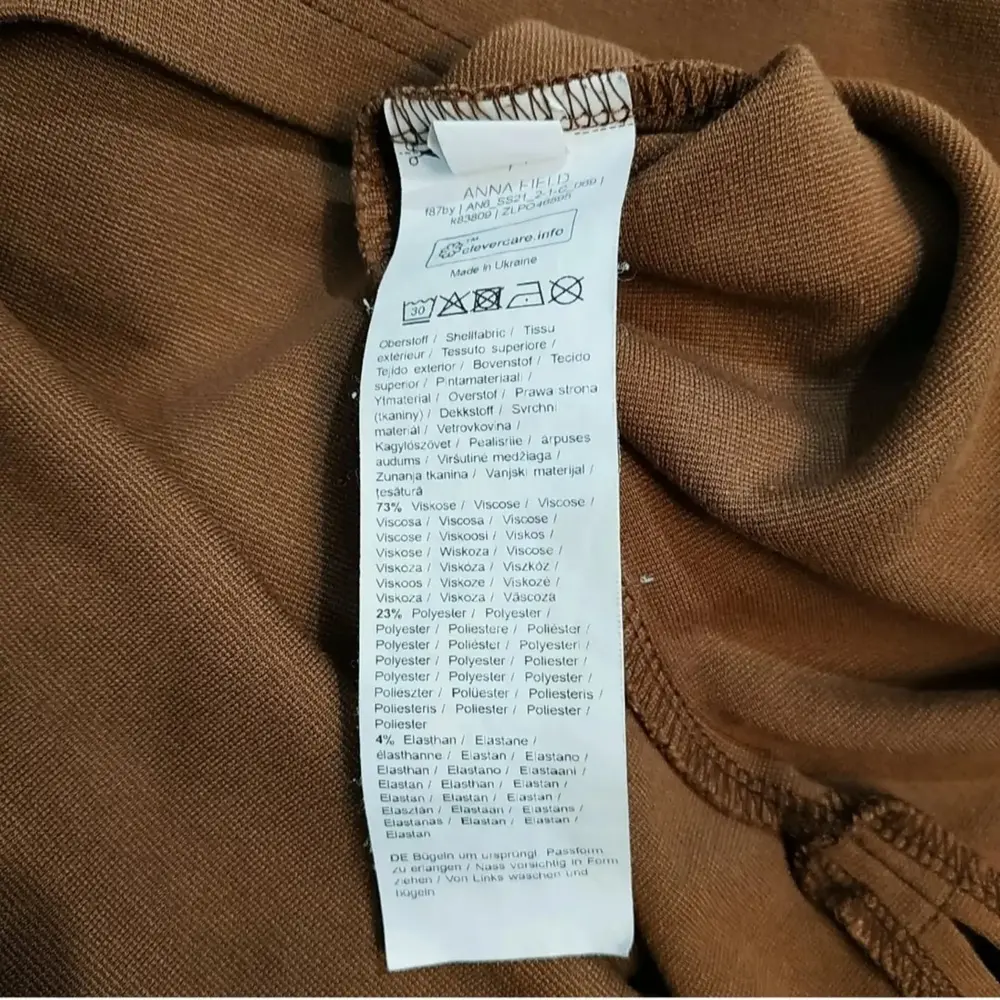 ANNA FIELD
f87by | AN6_SS21_2-1-C_069 |
k83809 | ZLPO46895
clevercare.info
TM
Made in Ukraine
30
Oberstoff / Shellfabric / Tissu
extérieur / Tessuto superiore /
Tejido exterior / Bovenstof / Tecido
superior / Pintamateriaali /
Ytmaterial / Overstof / Prawa strona
(tkaniny) / Dekkstoff / Svrchní
materiál / Vetrovkovina /
Kagylószövet / Pealisriie / ārpuses
audums / Viršutinė medžiaga /
Zunanja tkanina / Vanjski materijal /
țesătură
73% Viskose / Viscose / Viscose /
Viscosa / Viscosa / Viscose /
Viscose / Viskoosi / Viskos /
Viskose / Wiskoza / Viscose /
Viskóza / Viskóza / Viszkóz /
Viskoos / Viskoze / Viskozė /
Viskoza / Viskoza / Vâscoză
23% Polyester / Polyester /
Polyester / Poliestere / Poliéster /
Polyester / Poliéster / Polyesteri /
Polyester / Polyester / Poliester /
Polyester / Polyester / Polyester /
Poliészter / Polüester / Poliesteris /
Poliesteris / Poliester / Poliester /
Poliester
4% Elasthan / Elastane /
élasthanne / Elastan / Elastano /
Elasthan / Elastano / Elastaani /
Elastan / Elasthan / Elastan /
Elastan / Elastan / Elastan /
Elasztán / Elastaan / Elastāns /
Elastanas / Elastan / Elastan /
Elastan
DE Bügeln um ursprüngl. Passform
zu erlangen / Nass vorsichtig in Form
ziehen / Von Links waschen und
bügeln